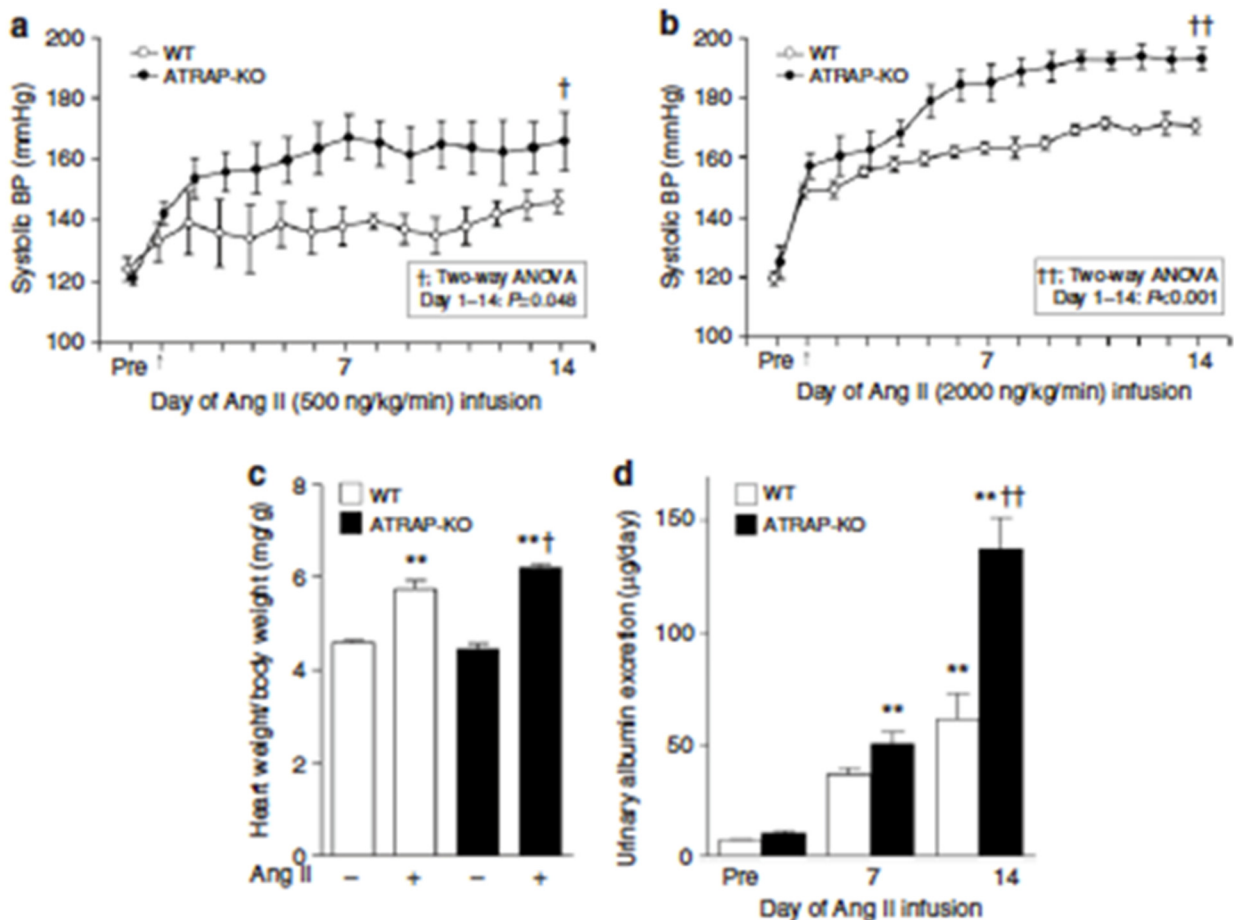 a
200
180
160
140
120
100
WT
ATRAP-KO
†
†; Two-way ANOVA
Day 1–14: P=0.048
Systolic BP (mmHg)
Pre ↑ 7 14
Day of Ang II (500 ng/kg/min) infusion
b
200
180
160
140
120
100
WT
ATRAP-KO
††
††; Two-way ANOVA
Day 1–14: P<0.001
Systolic BP (mmHg)
Pre ↑ 7 14
Day of Ang II (2000 ng/kg/min) infusion
c
8
6
4
2
0
WT
ATRAP-KO
**
**†
Heart weight/body weight (mg/g)
Ang II – + – +
d
150
100
50
0
WT
ATRAP-KO
**
**
**††
Urinary albumin excretion (μg/day)
Pre 7 14
Day of Ang II infusion